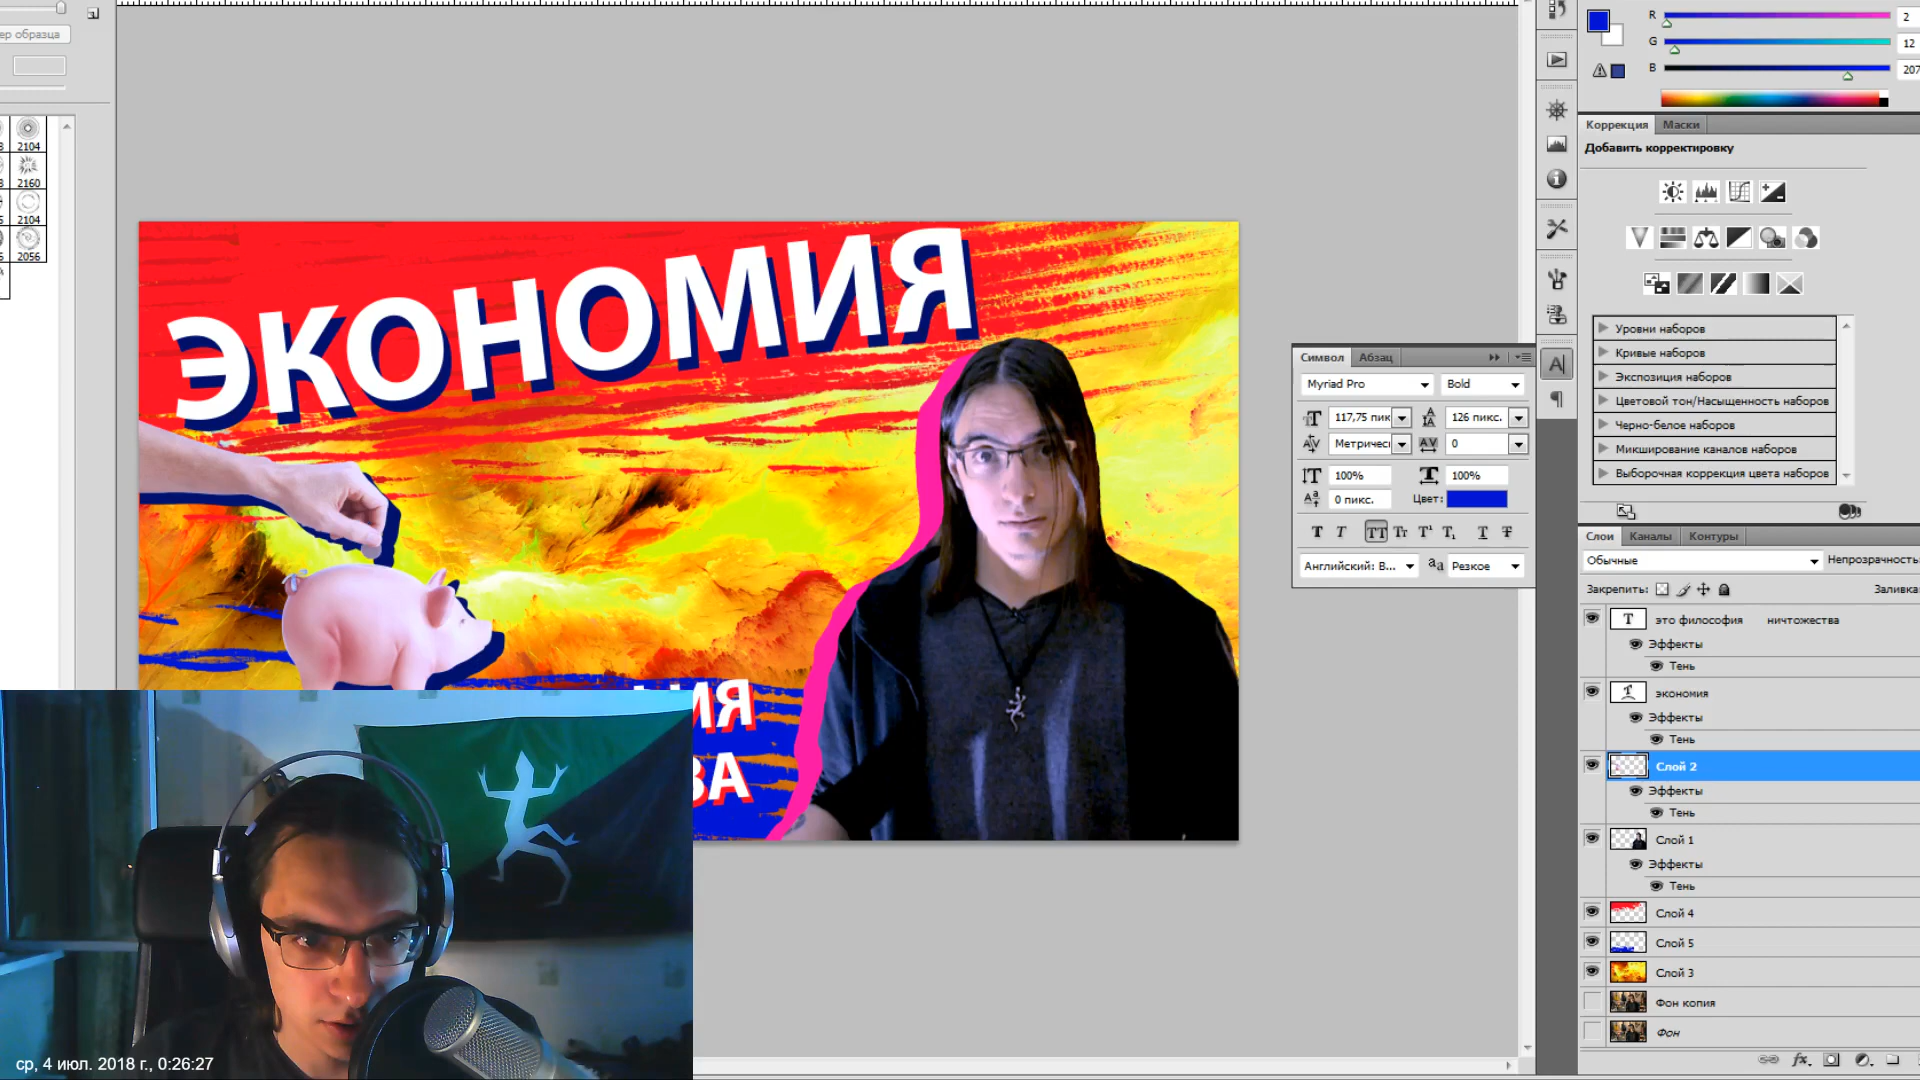 ер образца
2104
2160
2104
2056
ЭКОНОМИЯ
ИЯ
ВА
ср, 4 июл. 2018 г., 0:26:27
Символ Абзац
Myriad Pro Bold
117,75 пик 126 пикс.
Метричес 0
100% 100%
0 пикс. Цвет:
Английский: В... Резкое
R 2
G 12
B 207
Коррекция Маски
Добавить корректировку
Уровни наборов
Кривые наборов
Экспозиция наборов
Цветовой тон/Насыщенность наборов
Черно-белое наборов
Микширование каналов наборов
Выборочная коррекция цвета наборов
Слои Каналы Контуры
Обычные Непрозрачность:
Закрепить: Заливка:
это философия ничтожества
Эффекты
Тень
экономия
Эффекты
Тень
Слой 2
Эффекты
Тень
Слой 1
Эффекты
Тень
Слой 4
Слой 5
Слой 3
Фон копия
Фон